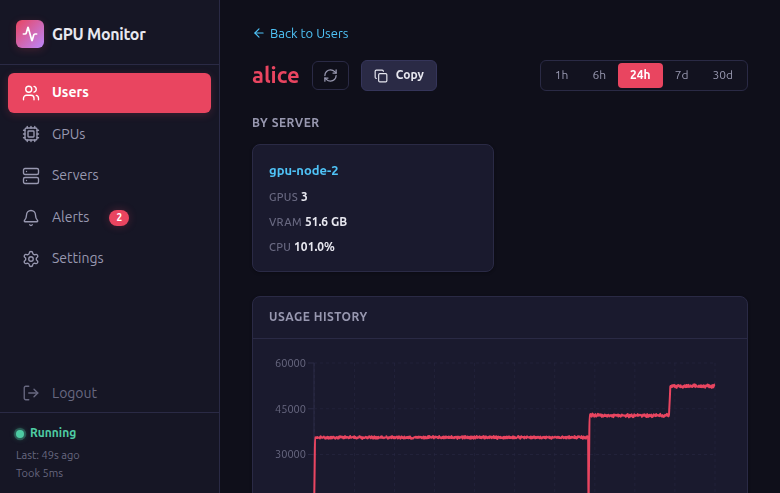 GPU Monitor
Users
GPUs
Servers
Alerts 2
Settings
Logout
Running
Last: 49s ago
Took 5ms
← Back to Users
alice
Copy
1h 6h 24h 7d 30d
BY SERVER
gpu-node-2
GPUS 3
VRAM 51.6 GB
CPU 101.0%
USAGE HISTORY
60000
45000
30000